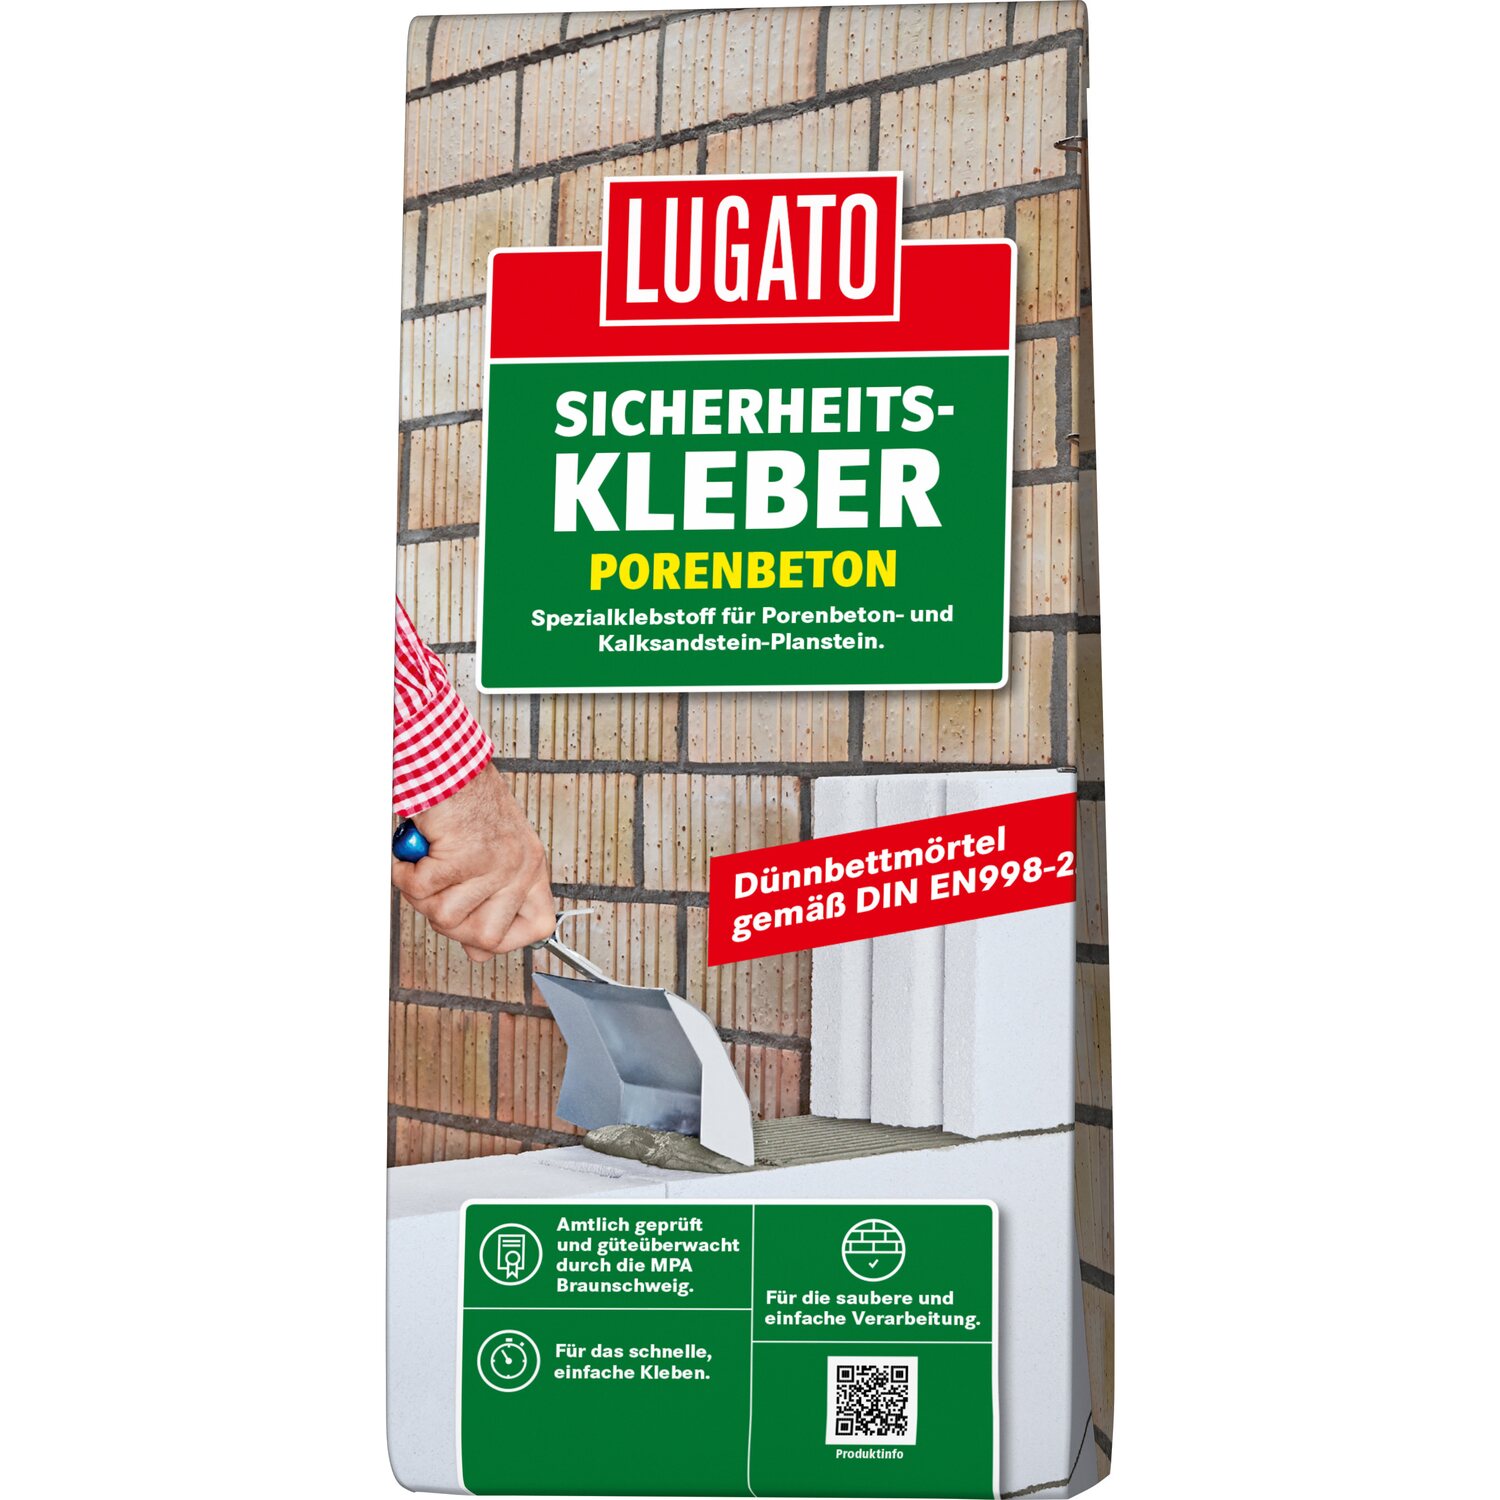 LUGATO
SICHERHEITS-
KLEBER
PORENBETON
Spezialklebstoff für Porenbeton- und
Kalksandstein-Planstein.
Dünnbettmörtel
gemäß DIN EN998-2
Amtlich geprüft
und güteüberwacht
durch die MPA
Braunschweig.
Für die saubere und
einfache Verarbeitung.
Für das schnelle,
einfache Kleben.
Produktinfo